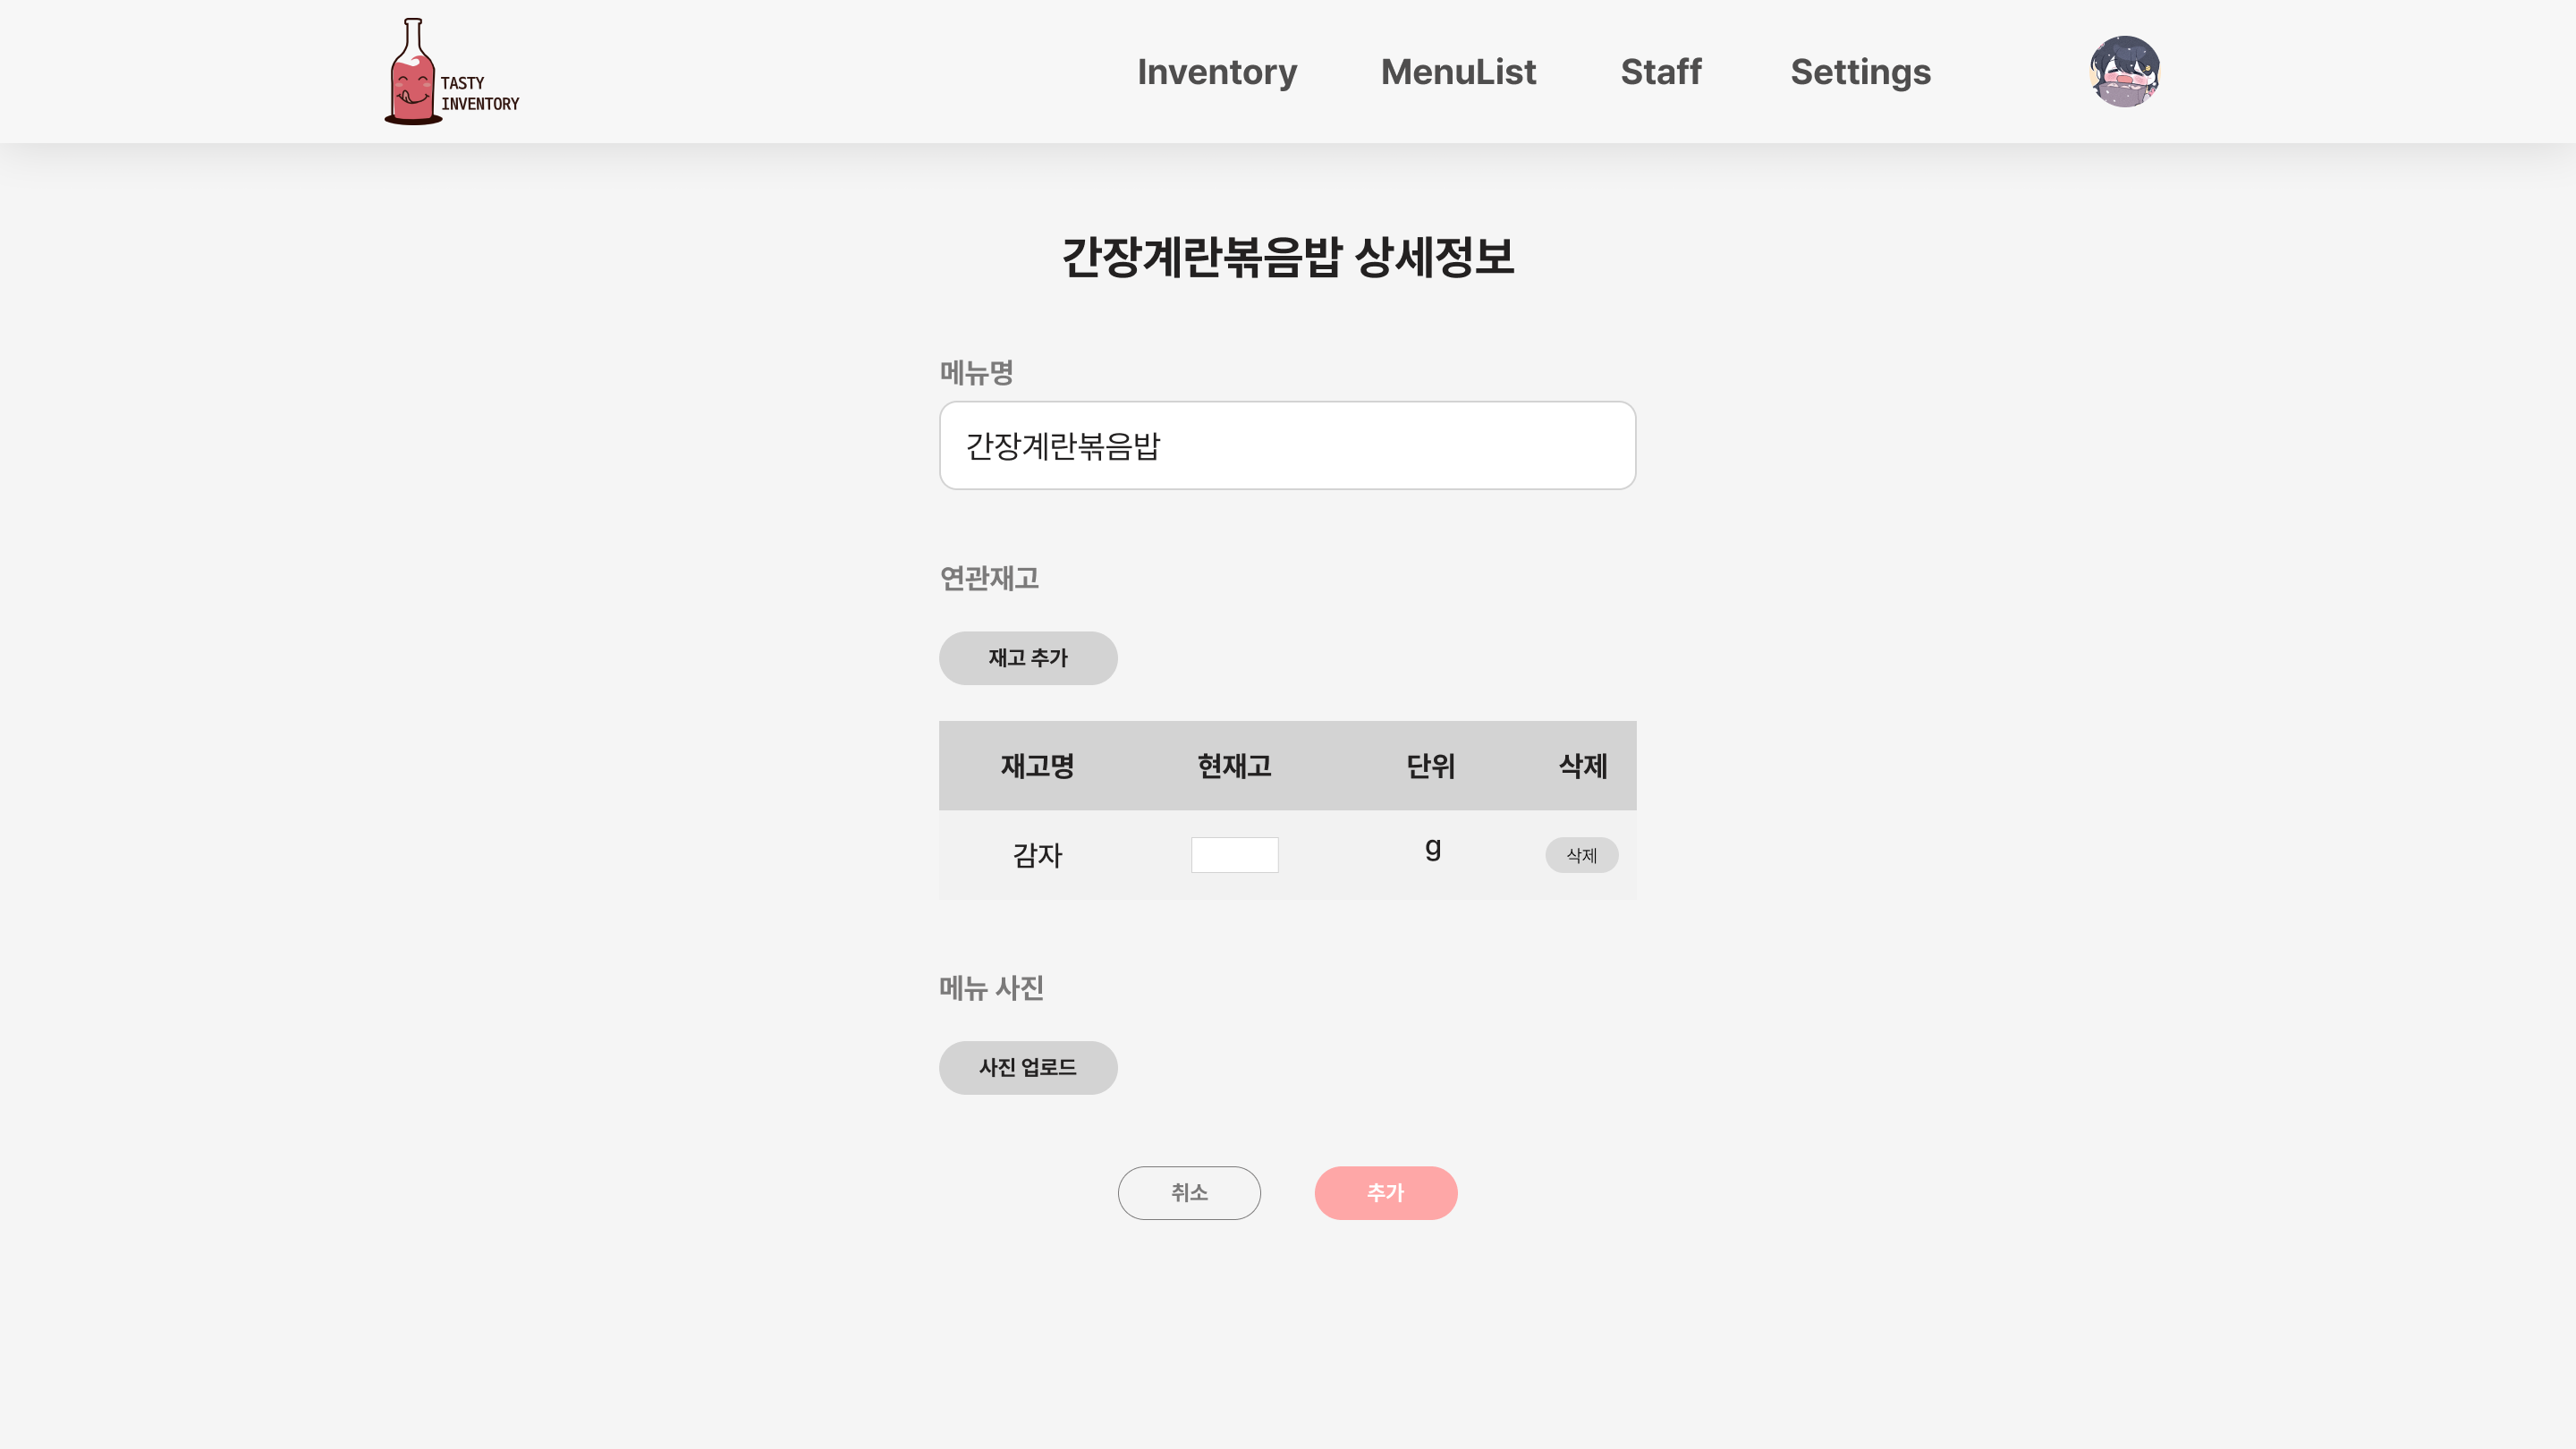 TASTY
INVENTORY
Inventory MenuList Staff Settings
간장계란볶음밥 상세정보
메뉴명
간장계란볶음밥
연관재고
재고 추가
재고명 현재고 단위 삭제
감자 g 삭제
메뉴 사진
사진 업로드
취소 추가